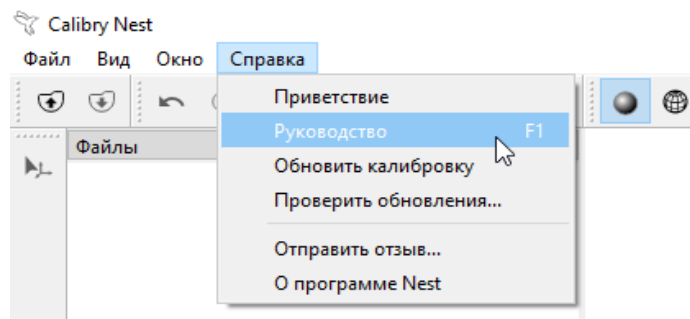 Calibry Nest
Файл Вид Окно Справка
Приветствие
Руководство F1
Файлы
Обновить калибровку
Проверить обновления...
Отправить отзыв...
О программе Nest